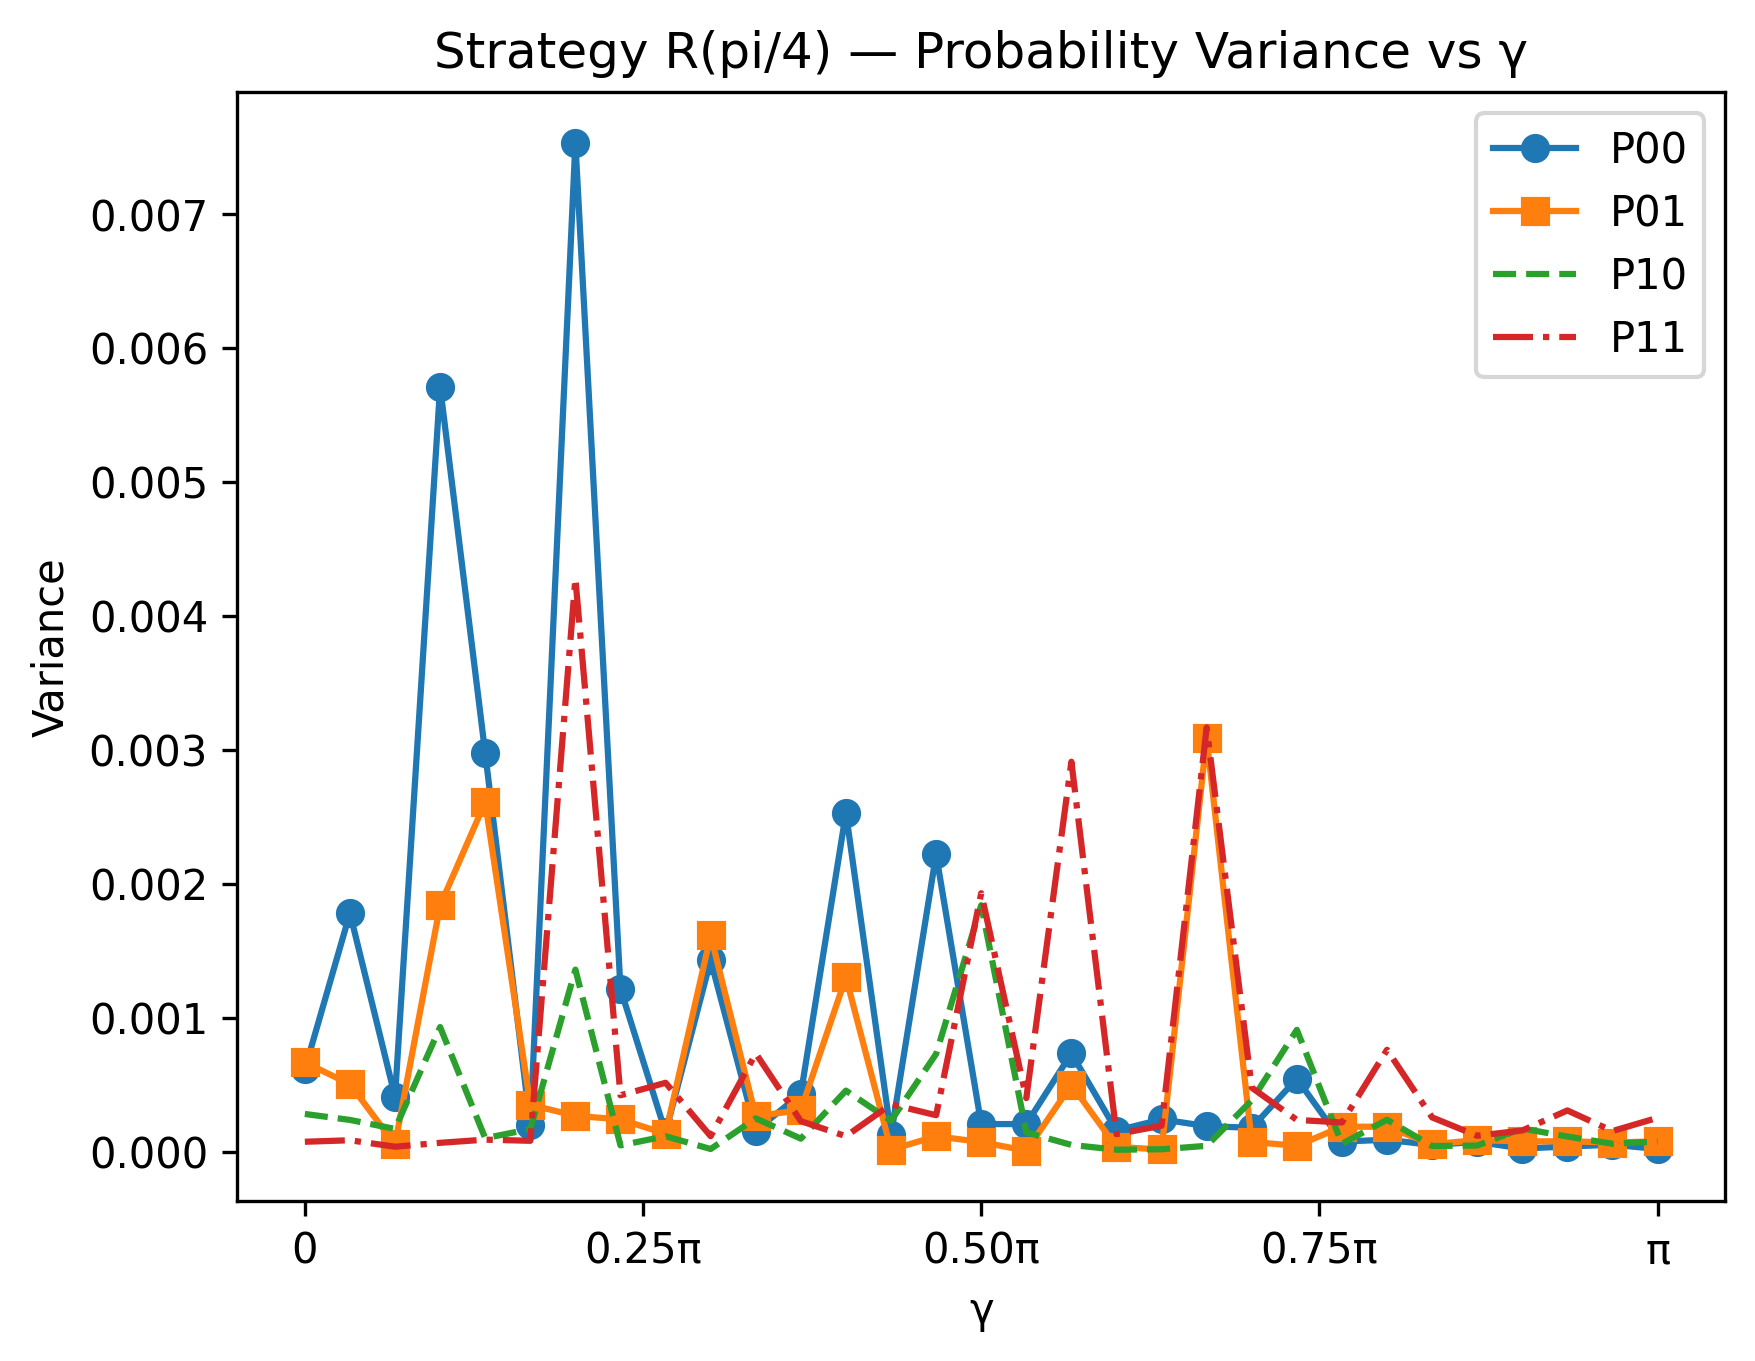 Strategy R(pi/4) — Probability Variance vs γ
P00
P01
P10
P11
0.007
0.006
0.005
0.004
0.003
0.002
0.001
0.000
Variance
0
0.25π
0.50π
0.75π
π
γ